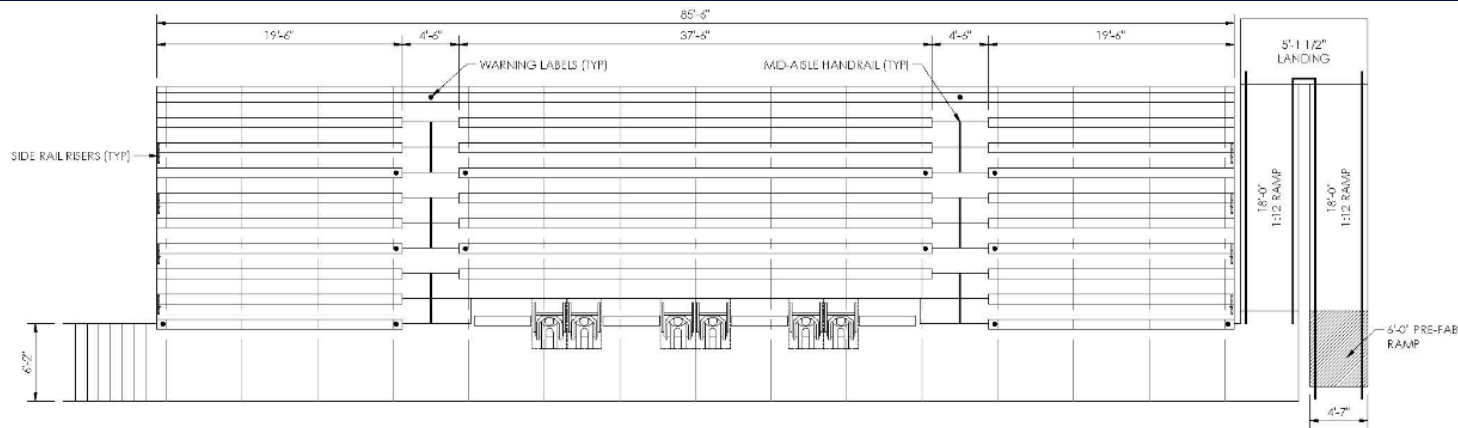 85'-6"
19'-6"
4'-6"
37'-6"
4'-6"
19'-6"
5'-1 1/2"
LANDING
WARNING LABELS (TYP)
MID-AISLE HANDRAIL (TYP)
SIDE RAIL RISERS (TYP)
18'-0"
1:12 RAMP
18'-0"
1:12 RAMP
6'-0" PRE-FAB
RAMP
6'-2"
4'-7"